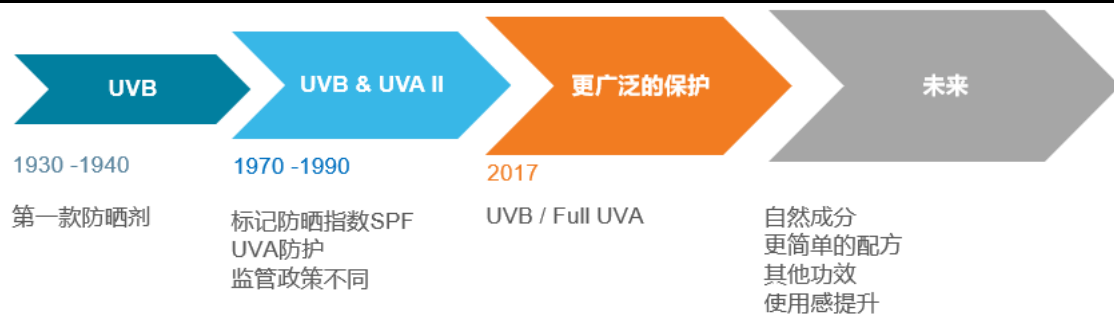 UVB
UVB & UVA II
更广泛的保护
未来
1930 -1940
1970 -1990
2017
第一款防晒剂
标记防晒指数SPF
UVA防护
监管政策不同
UVB / Full UVA
自然成分
更简单的配方
其他功效
使用感提升